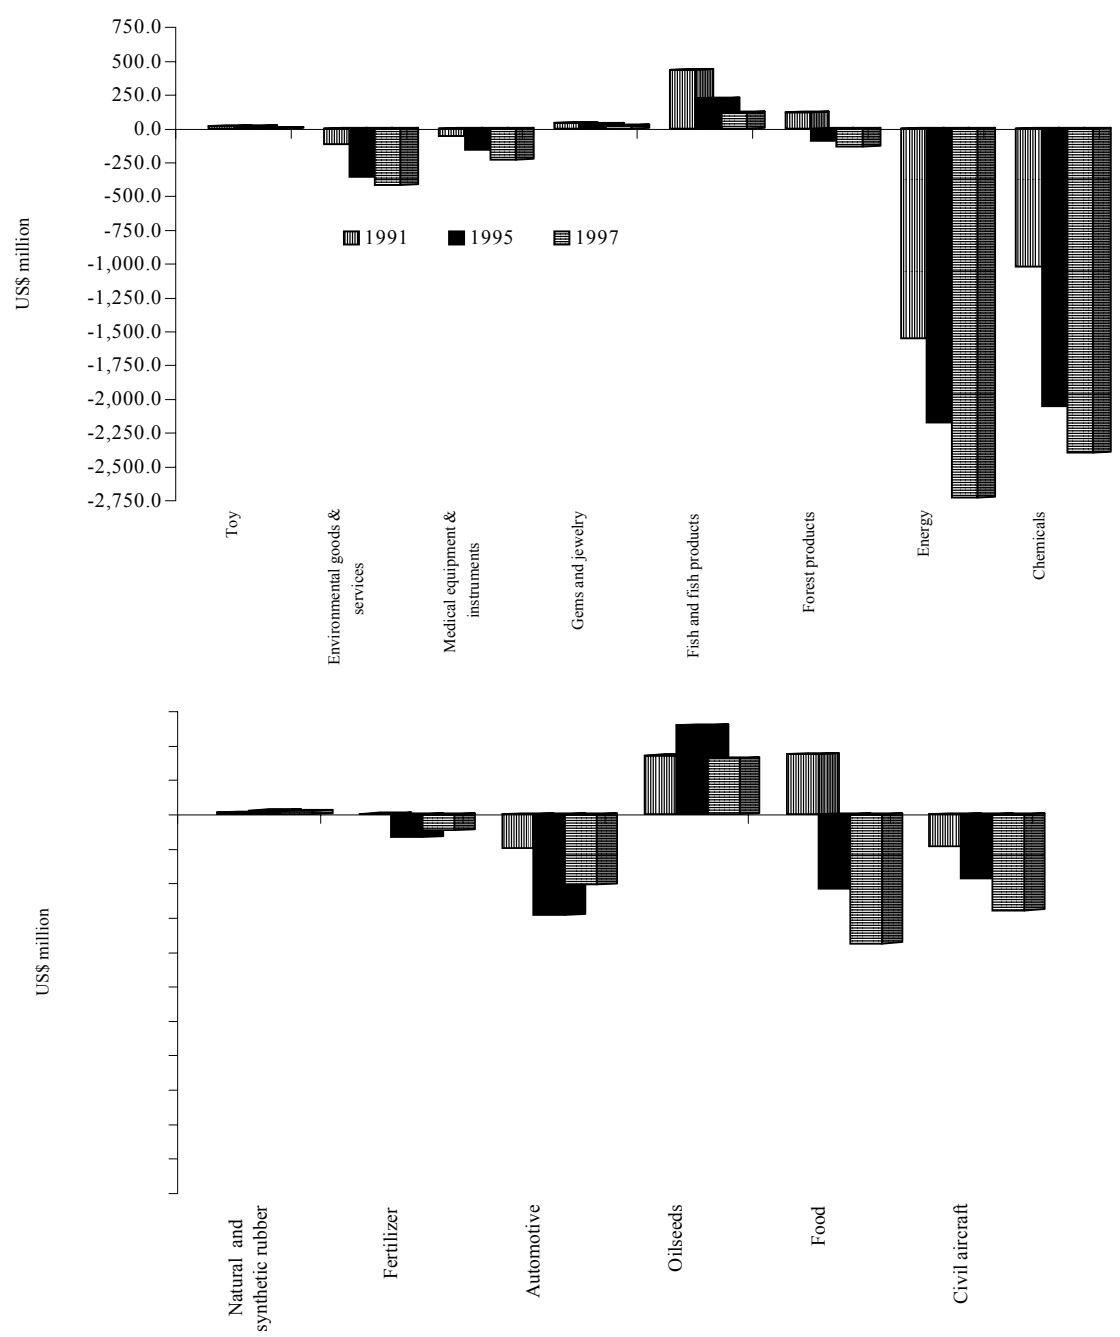 750.0
500.0
250.0
0.0
-250.0
-500.0
-750.0
-1,000.0
-1,250.0
-1,500.0
-1,750.0
-2,000.0
-2,250.0
-2,500.0
-2,750.0
US$ million
1991 1995 1997
Toy
Environmental goods &
services
Medical equipment &
instruments
Gems and jewelry
Fish and fish products
Forest products
Energy
Chemicals
US$ million
Natural and
synthetic rubber
Fertilizer
Automotive
Oilseeds
Food
Civil aircraft